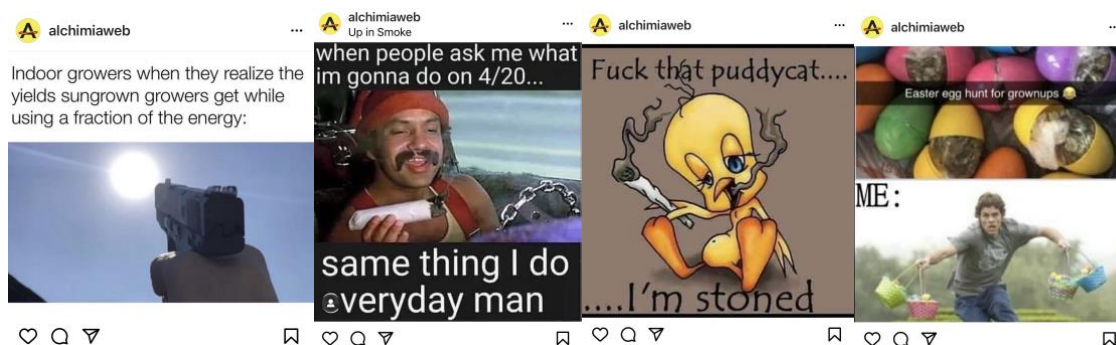 alchimiaweb
Indoor growers when they realize the
yields sungrown growers get while
using a fraction of the energy:
alchimiaweb
Up in Smoke
when people ask me what
im gonna do on 4/20...
same thing I do
everyday man
alchimiaweb
Fuck that puddycat....
....I'm stoned
alchimiaweb
Easter egg hunt for grownups 😂
ME: